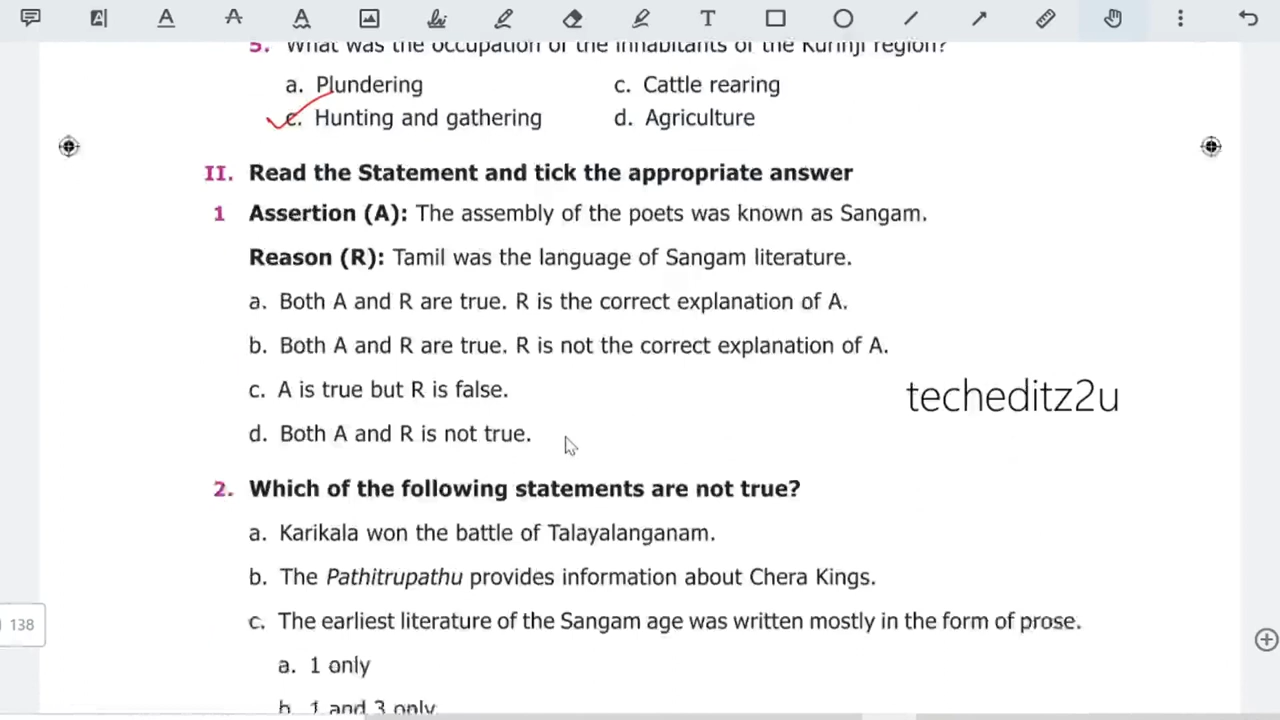 5. What was the occupation of the inhabitants of the Kurinji region?
a. Plundering c. Cattle rearing
c. Hunting and gathering d. Agriculture
II. Read the Statement and tick the appropriate answer
1 Assertion (A): The assembly of the poets was known as Sangam.
Reason (R): Tamil was the language of Sangam literature.
a. Both A and R are true. R is the correct explanation of A.
b. Both A and R are true. R is not the correct explanation of A.
c. A is true but R is false.
techeditz2u
d. Both A and R is not true.
2. Which of the following statements are not true?
a. Karikala won the battle of Talayalanganam.
b. The Pathitrupathu provides information about Chera Kings.
138
c. The earliest literature of the Sangam age was written mostly in the form of prose.
a. 1 only
b. 1 and 3 only